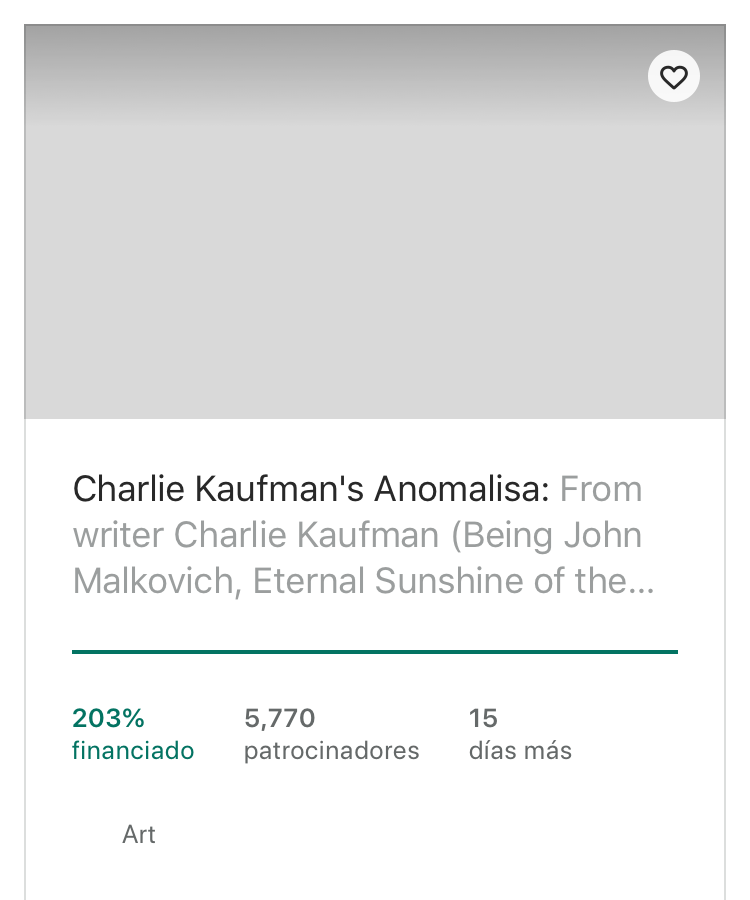 Charlie Kaufman's Anomalisa: From
writer Charlie Kaufman (Being John
Malkovich, Eternal Sunshine of the...
203% 5,770 15
financiado patrocinadores días más
Art